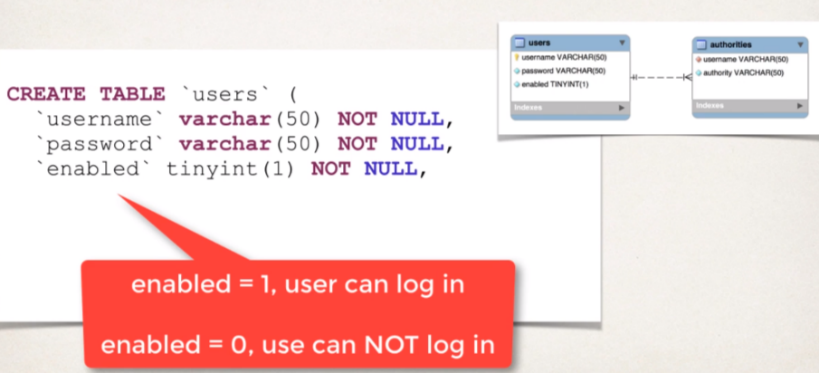 users
username VARCHAR(50)
password VARCHAR(50)
enabled TINYINT(1)
Indexes
authorities
username VARCHAR(50)
authority VARCHAR(50)
Indexes
CREATE TABLE `users` (
`username` varchar(50) NOT NULL,
`password` varchar(50) NOT NULL,
`enabled` tinyint(1) NOT NULL,
enabled = 1, user can log in
enabled = 0, use can NOT log in